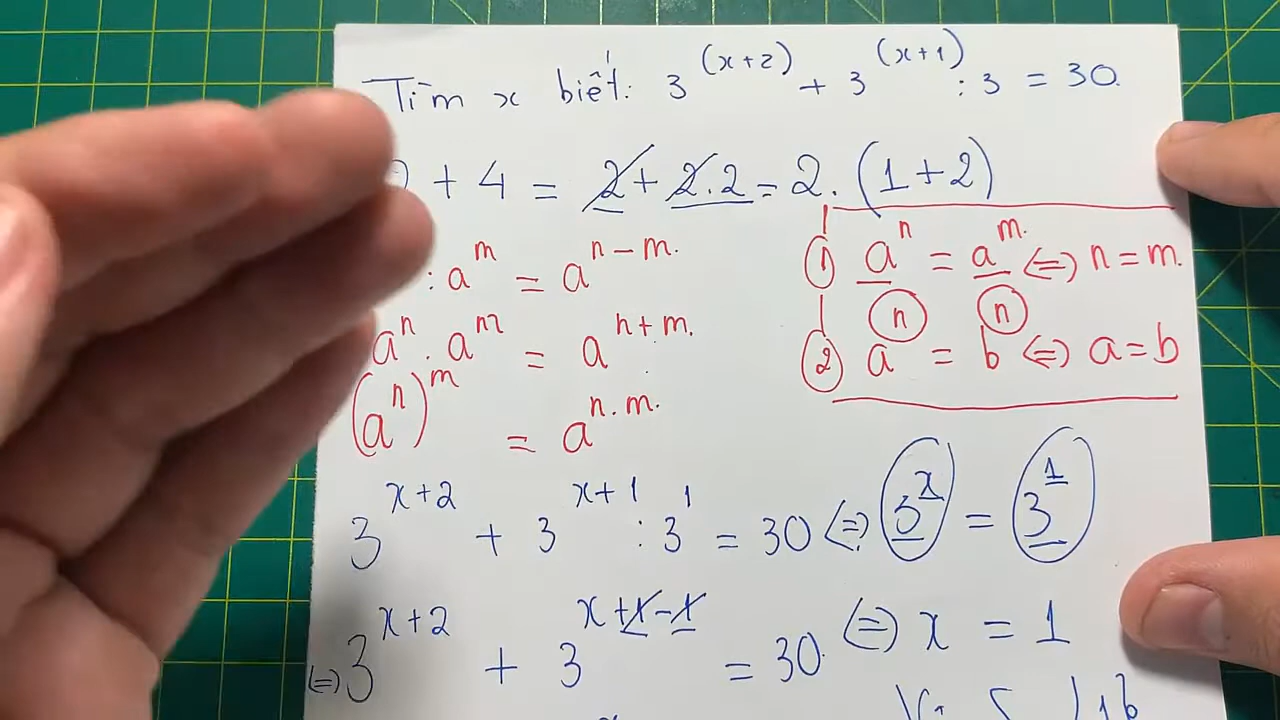 Tìm x biết: 3^(x+2) + 3^(x+1) : 3 = 30.
+ 4 = 2 + 2.2 = 2.(1+2)
: a^m = a^(n-m).
a^n . a^m = a^(n+m).
(a^n)^m = a^(n.m.)
① a^n = a^m. ⇔ n = m.
② a^n = b^n ⇔ a = b
3^(x+2) + 3^(x+1) : 3^1 = 30 ⇔ 3^x = 3^1
⇔ 3^(x+2) + 3^(x+1-1) = 30. ⇔ x = 1